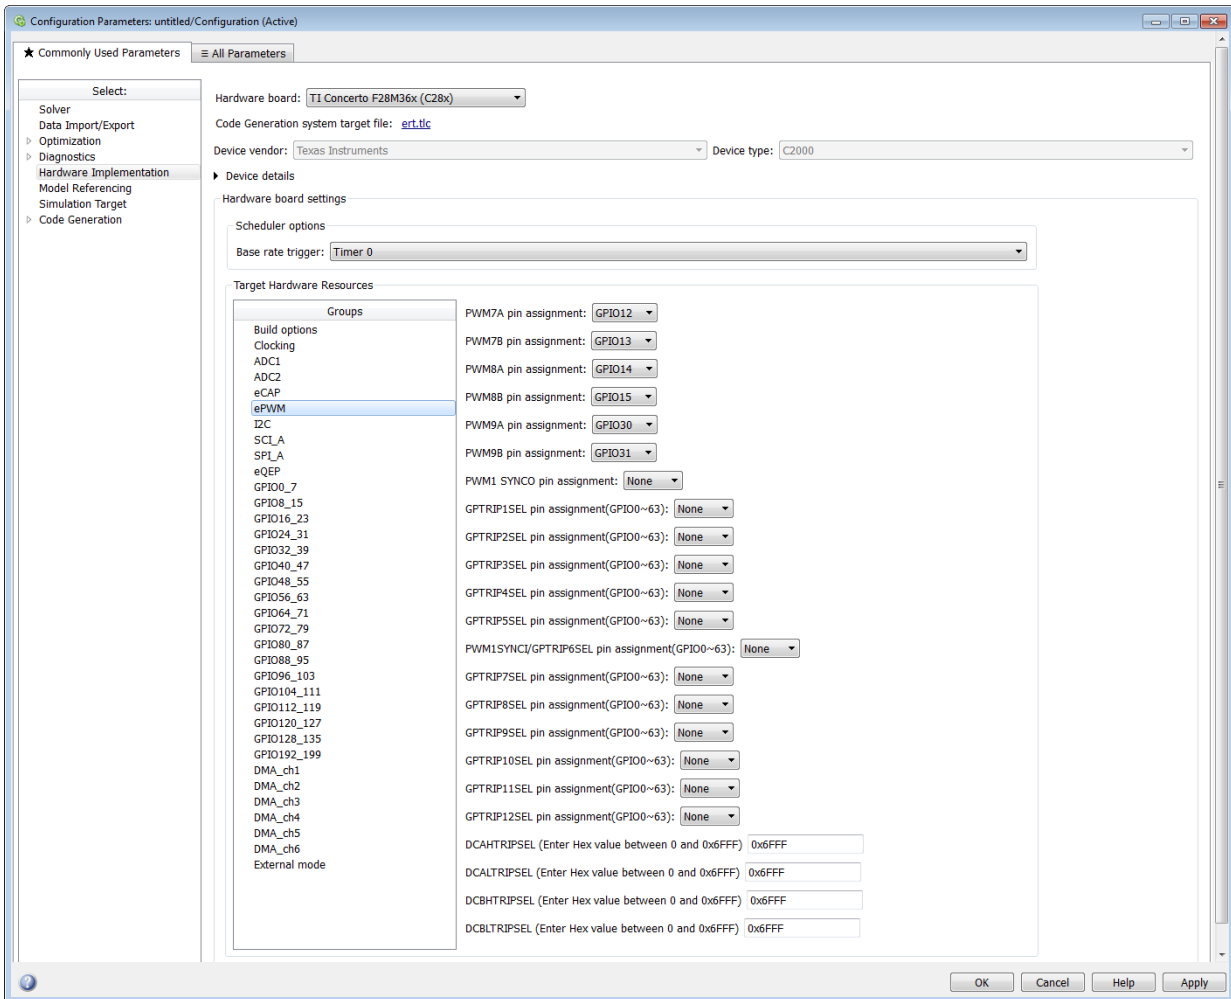 Configuration Parameters: untitled/Configuration (Active)
★ Commonly Used Parameters
≡ All Parameters
Select:
Solver
Data Import/Export
Optimization
Diagnostics
Hardware Implementation
Model Referencing
Simulation Target
Code Generation
Hardware board: TI Concerto F28M36x (C28x)
Code Generation system target file: ert.tlc
Device vendor: Texas Instruments Device type: C2000
Device details
Hardware board settings
Scheduler options
Base rate trigger: Timer 0
Target Hardware Resources
Groups
Build options
Clocking
ADC1
ADC2
eCAP
ePWM
I2C
SCI_A
SPI_A
eQEP
GPIO0_7
GPIO8_15
GPIO16_23
GPIO24_31
GPIO32_39
GPIO40_47
GPIO48_55
GPIO56_63
GPIO64_71
GPIO72_79
GPIO80_87
GPIO88_95
GPIO96_103
GPIO104_111
GPIO112_119
GPIO120_127
GPIO128_135
GPIO192_199
DMA_ch1
DMA_ch2
DMA_ch3
DMA_ch4
DMA_ch5
DMA_ch6
External mode
PWM7A pin assignment: GPIO12
PWM7B pin assignment: GPIO13
PWM8A pin assignment: GPIO14
PWM8B pin assignment: GPIO15
PWM9A pin assignment: GPIO30
PWM9B pin assignment: GPIO31
PWM1 SYNCO pin assignment: None
GPTRIP1SEL pin assignment(GPIO0~63): None
GPTRIP2SEL pin assignment(GPIO0~63): None
GPTRIP3SEL pin assignment(GPIO0~63): None
GPTRIP4SEL pin assignment(GPIO0~63): None
GPTRIP5SEL pin assignment(GPIO0~63): None
PWM1SYNCI/GPTRIP6SEL pin assignment(GPIO0~63): None
GPTRIP7SEL pin assignment(GPIO0~63): None
GPTRIP8SEL pin assignment(GPIO0~63): None
GPTRIP9SEL pin assignment(GPIO0~63): None
GPTRIP10SEL pin assignment(GPIO0~63): None
GPTRIP11SEL pin assignment(GPIO0~63): None
GPTRIP12SEL pin assignment(GPIO0~63): None
DCAHTRIPSEL (Enter Hex value between 0 and 0x6FFF) 0x6FFF
DCALTRIPSEL (Enter Hex value between 0 and 0x6FFF) 0x6FFF
DCBHTRIPSEL (Enter Hex value between 0 and 0x6FFF) 0x6FFF
DCBLTRIPSEL (Enter Hex value between 0 and 0x6FFF) 0x6FFF
OK Cancel Help Apply